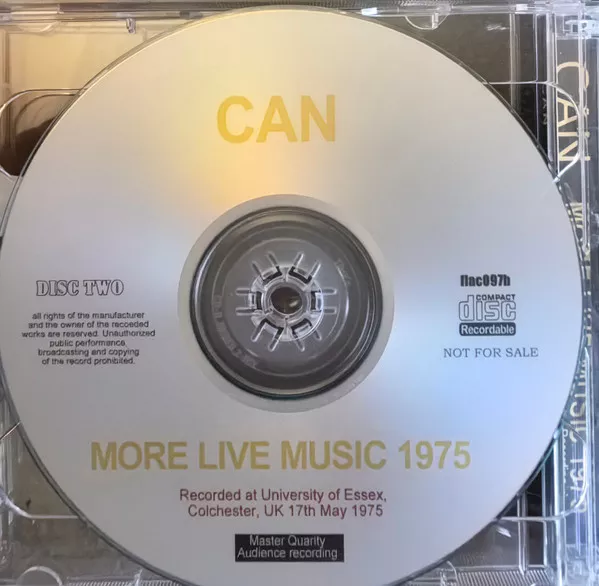 CAN
DISC TWO
all rights of the manufacturer
and the owner of the recoeded
works are reserved. Unauthorized
public performance,
broadcasting and copying
of the record prohibited.
flac097b
COMPACT
disc
Recordable
NOT FOR SALE
MORE LIVE MUSIC 1975
Recorded at University of Essex,
Colchester, UK 17th May 1975
Master Quarity
Audience recording
CAN